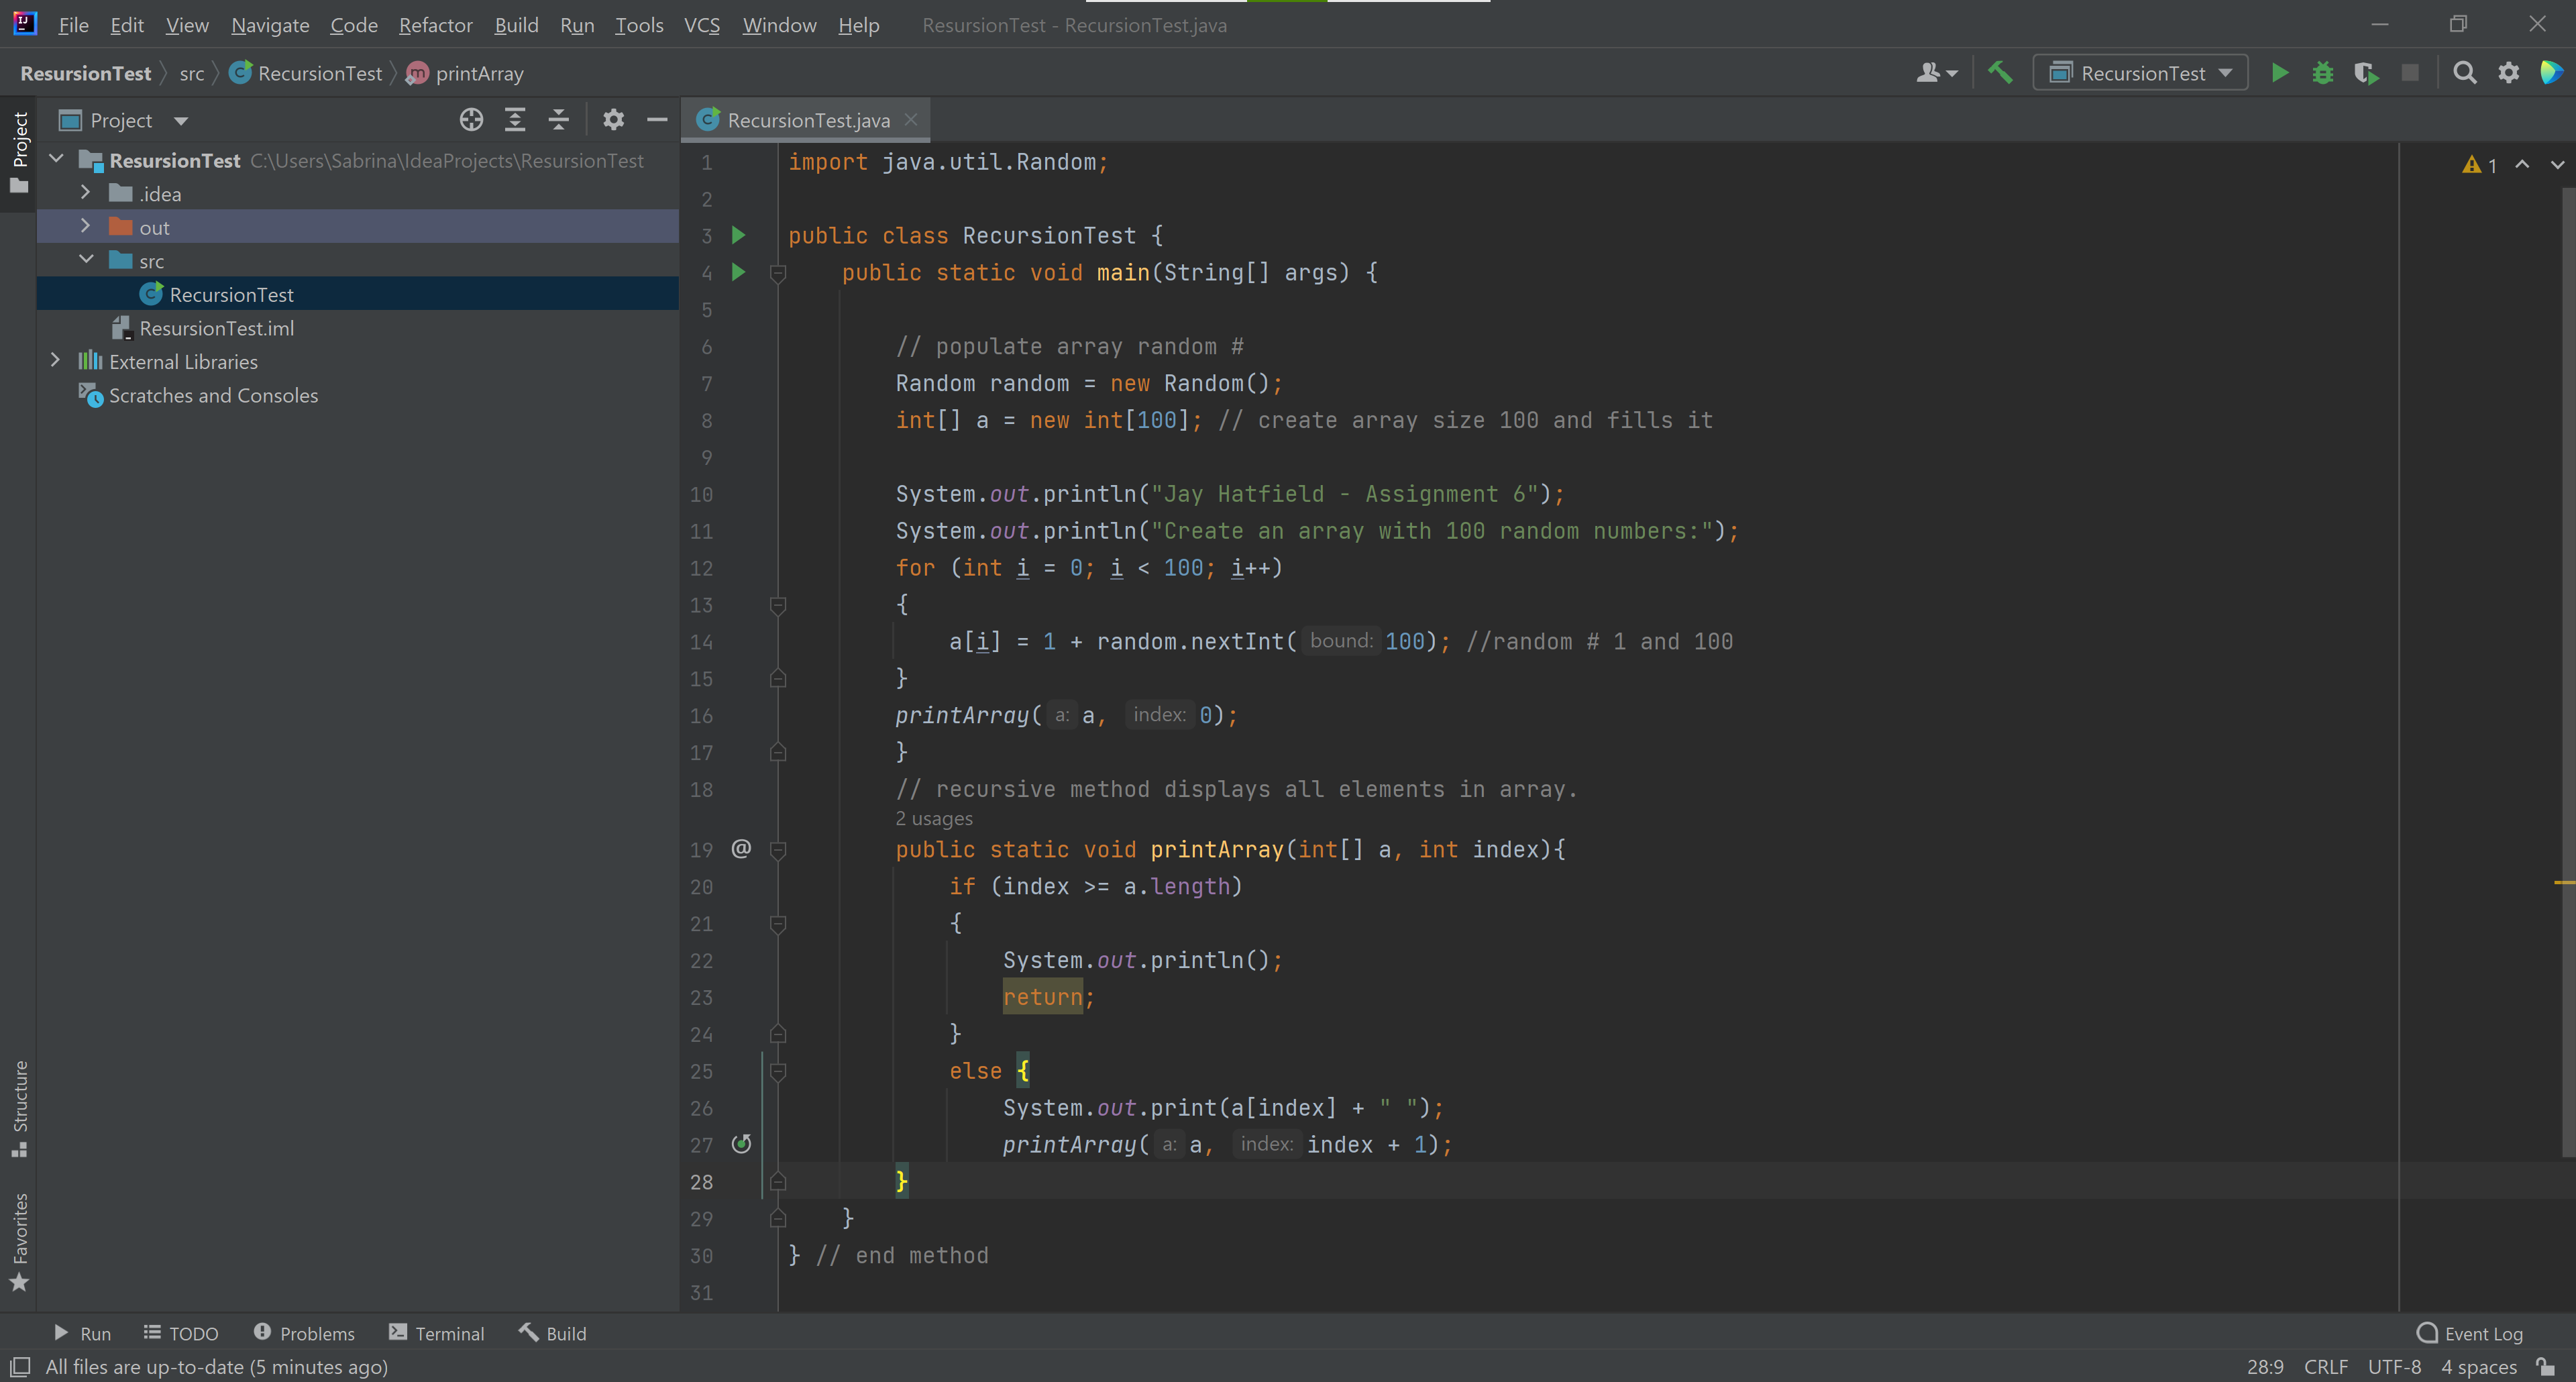 File Edit View Navigate Code Refactor Build Run Tools VCS Window Help ResursionTest - RecursionTest.java
ResursionTest src RecursionTest printArray RecursionTest
Project
Project
RecursionTest.java
ResursionTest C:\Users\Sabrina\IdeaProjects\ResursionTest
.idea
out
src
RecursionTest
ResursionTest.iml
External Libraries
Scratches and Consoles
1 import java.util.Random;
2
3 public class RecursionTest {
4 public static void main(String[] args) {
5
6 // populate array random #
7 Random random = new Random();
8 int[] a = new int[100]; // create array size 100 and fills it
9
10 System.out.println("Jay Hatfield - Assignment 6");
11 System.out.println("Create an array with 100 random numbers:");
12 for (int i = 0; i < 100; i++)
13 {
14 a[i] = 1 + random.nextInt( bound: 100); //random # 1 and 100
15 }
16 printArray( a: a, index: 0);
17 }
18 // recursive method displays all elements in array.
2 usages
19 @ public static void printArray(int[] a, int index){
20 if (index >= a.length)
21 {
22 System.out.println();
23 return;
24 }
25 else {
26 System.out.print(a[index] + " ");
27 printArray( a: a, index: index + 1);
28 }
29 }
30 } // end method
31
1
Structure
Favorites
Run TODO Problems Terminal Build Event Log
All files are up-to-date (5 minutes ago) 28:9 CRLF UTF-8 4 spaces